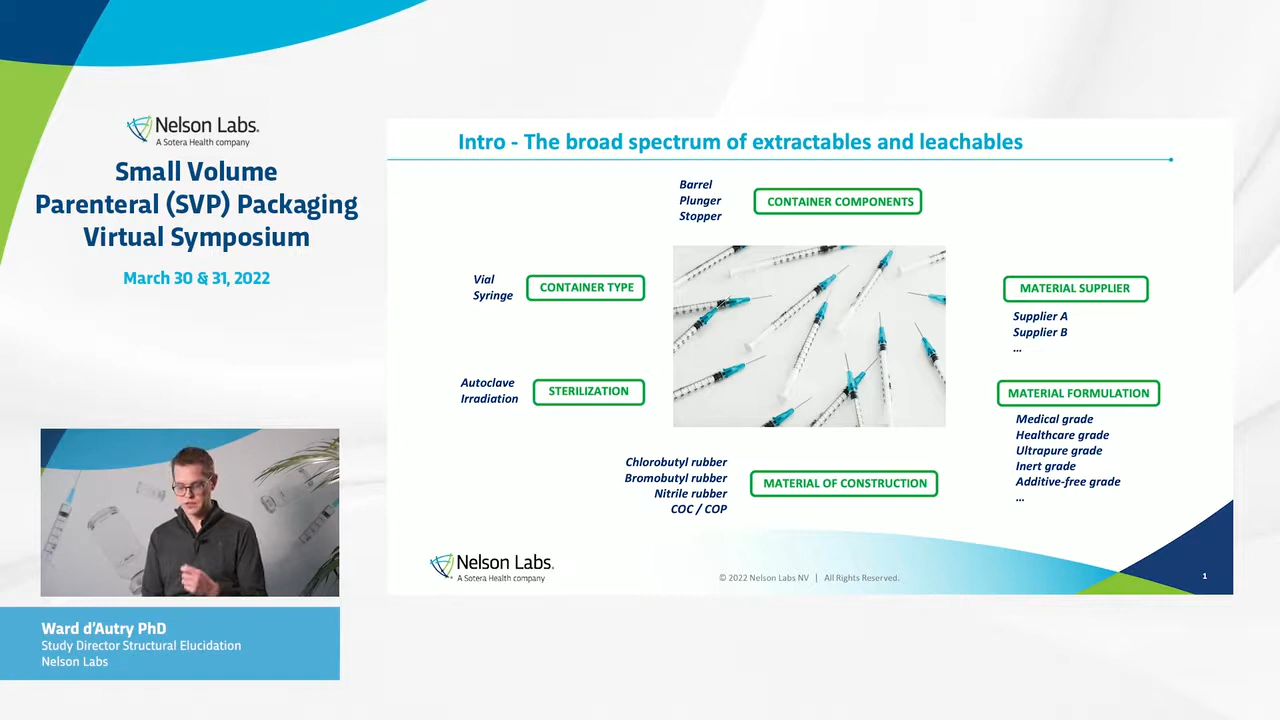 Nelson Labs.
A Sotera Health company
Small Volume
Parenteral (SVP) Packaging
Virtual Symposium
March 30 & 31, 2022
Ward d'Autry PhD
Study Director Structural Elucidation
Nelson Labs
Intro - The broad spectrum of extractables and leachables
Barrel
Plunger
Stopper
CONTAINER COMPONENTS
Vial
Syringe
CONTAINER TYPE
MATERIAL SUPPLIER
Supplier A
Supplier B
...
Autoclave
Irradiation
STERILIZATION
MATERIAL FORMULATION
Medical grade
Healthcare grade
Ultrapure grade
Inert grade
Additive-free grade
...
Chlorobutyl rubber
Bromobutyl rubber
Nitrile rubber
COC / COP
MATERIAL OF CONSTRUCTION
Nelson Labs.
A Sotera Health company
© 2022 Nelson Labs NV | All Rights Reserved.
1